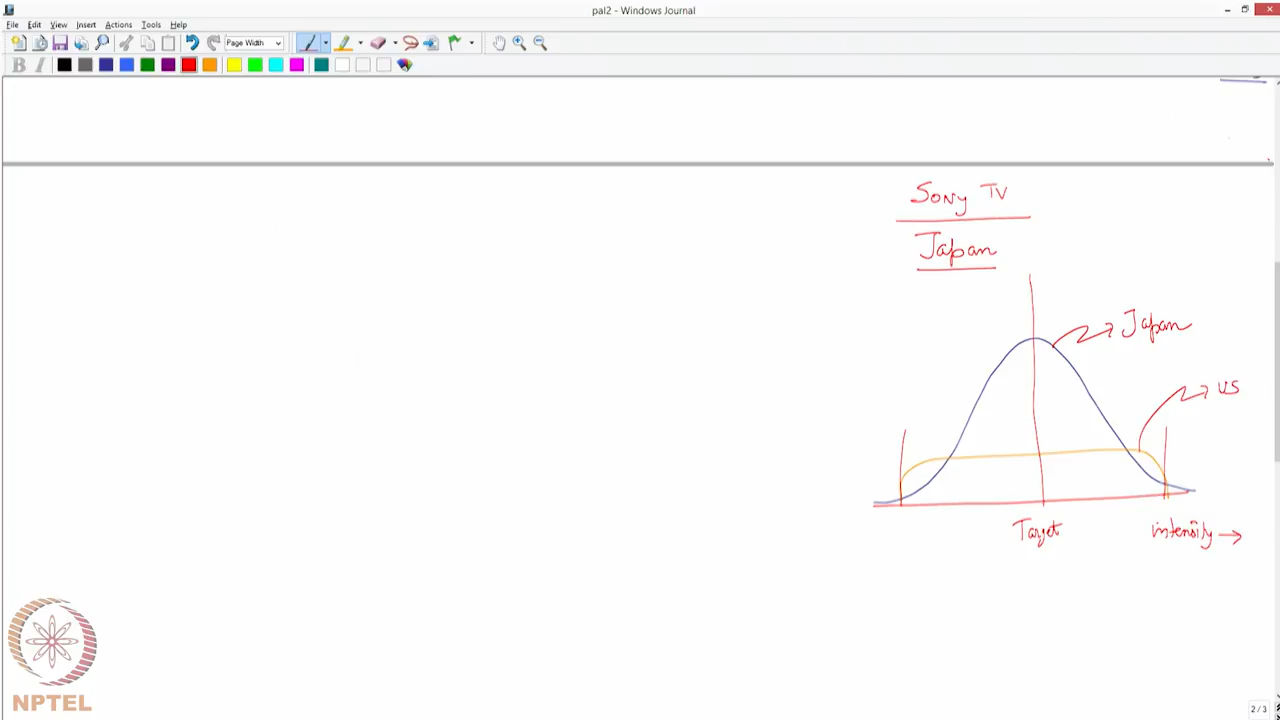 pal2 - Windows Journal
File Edit View Insert Actions Tools Help
Page Width
B I
Sony TV
Japan
Japan
US
Target
intensity →
NPTEL
2 / 3